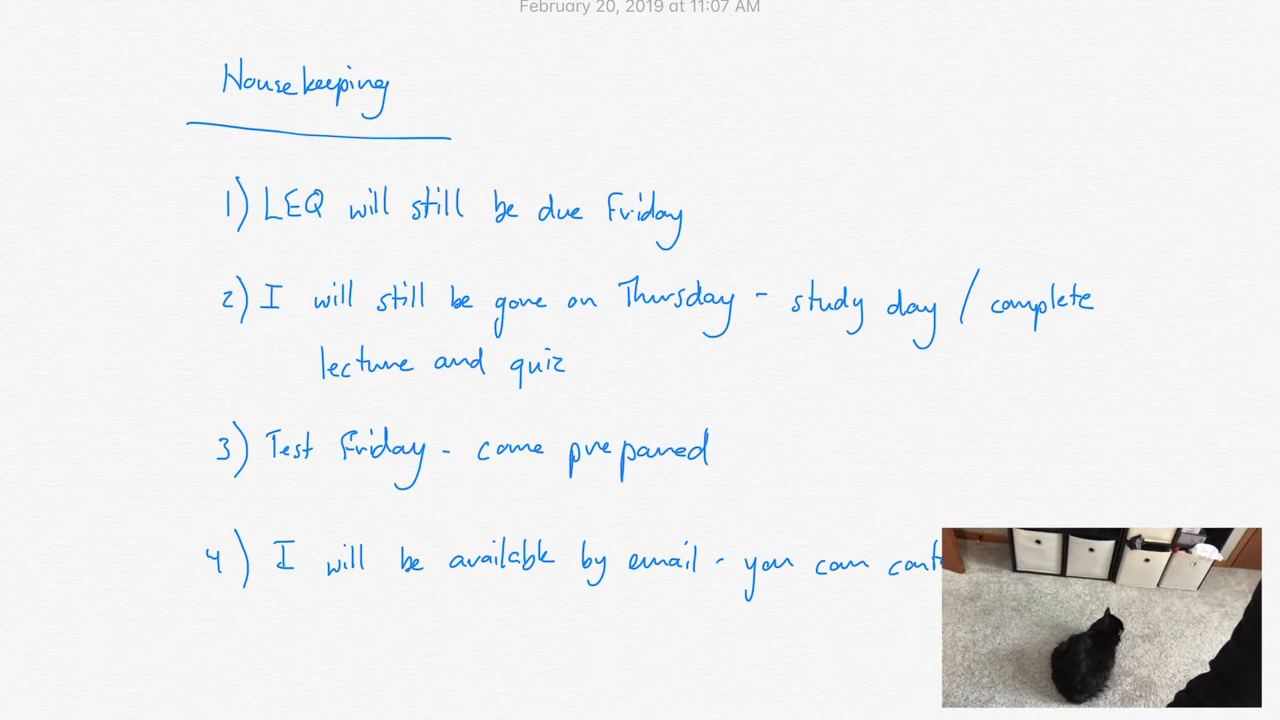 February 20, 2019 at 11:07 AM
Housekeeping
1) LEQ will still be due Friday
2) I will still be gone on Thursday - study day / complete
lecture and quiz
3) Test Friday - come prepared
4) I will be available by email - you can